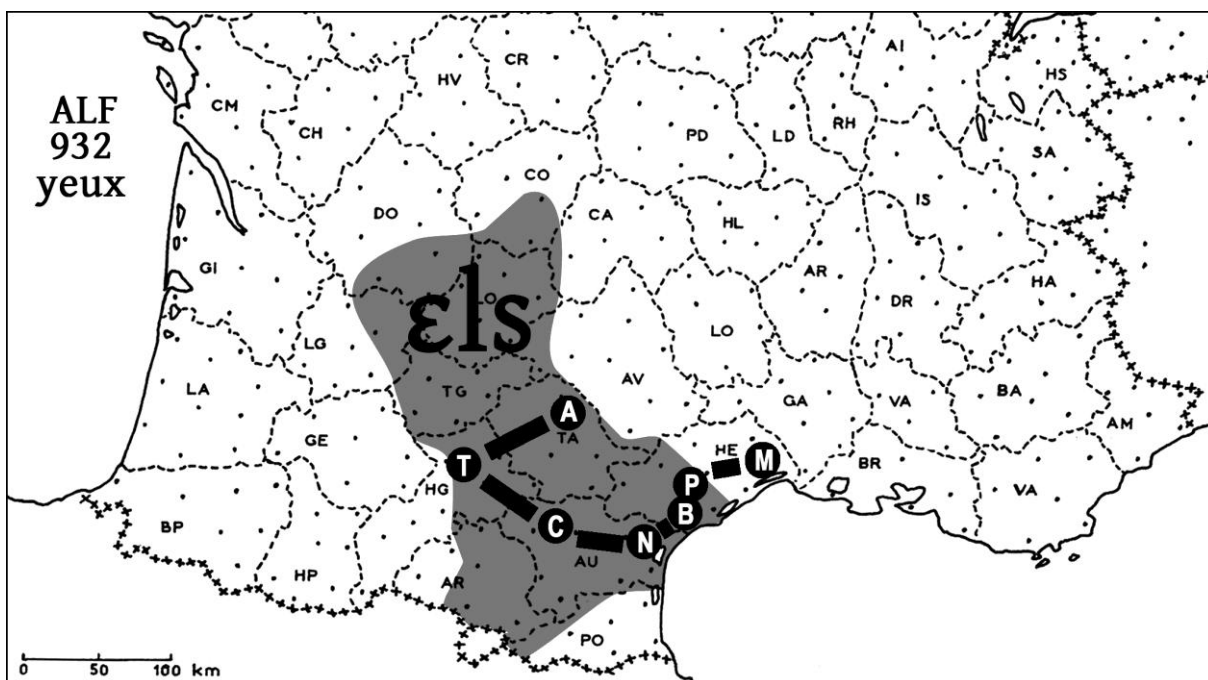 ALF
932
yeux
CM
CH
HV
CR
PD
LD
RH
AI
HS
SA
CO
DO
CA
HL
IS
GI
AR
HA
DR
LO
εls
LG
LO
LA
TG
AV
GA
VA
BA
AM
GE
A
TA
HE
M
BR
T
HG
P
VA
BP
C
B
N
HP
AR
AU
PO
0 50 100 km